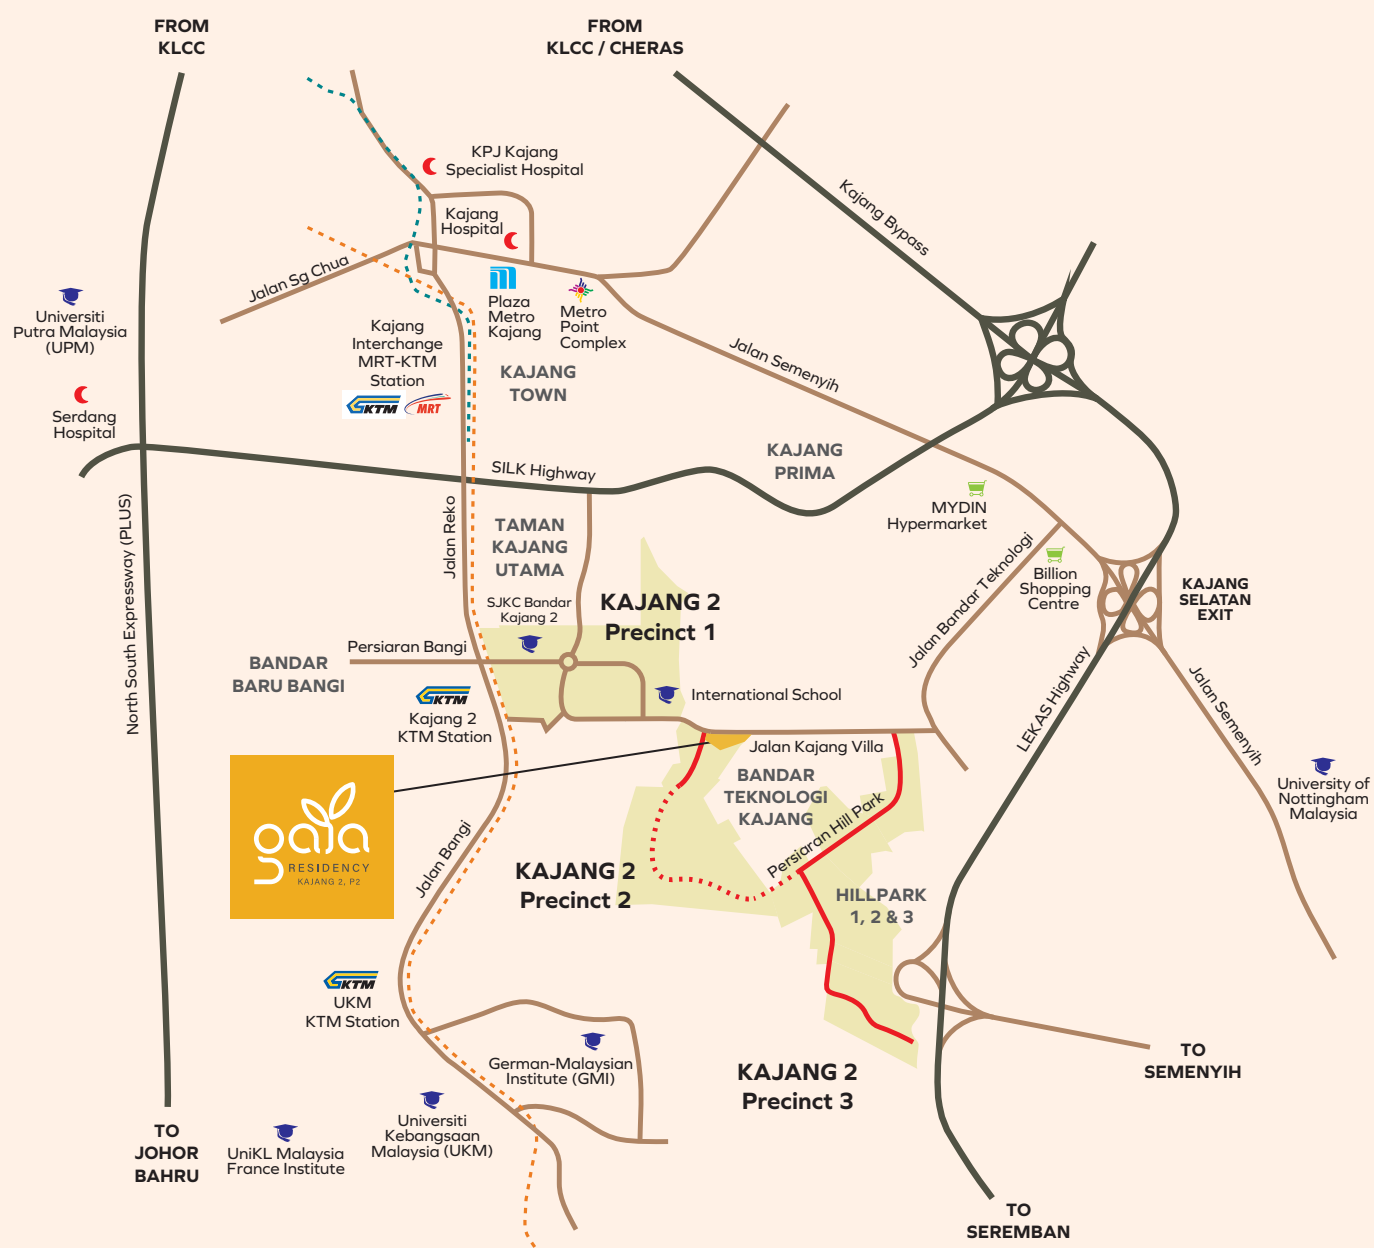 FROM
KLCC
FROM
KLCC / CHERAS
KPJ Kajang
Specialist Hospital
Kajang
Hospital
Kajang Bypass
Jalan Sg Chua
Universiti
Putra Malaysia
(UPM)
Plaza
Metro
Kajang
Metro
Point
Complex
Kajang
Interchange
MRT-KTM
Station
KTM
MRT
KAJANG
TOWN
Jalan Semenyih
Serdang
Hospital
SILK Highway
KAJANG
PRIMA
MYDIN
Hypermarket
North South Expressway (PLUS)
Jalan Reko
TAMAN
KAJANG
UTAMA
SJKC Bandar
Kajang 2
KAJANG 2
Precinct 1
Jalan Bandar Teknologi
Billion
Shopping
Centre
KAJANG
SELATAN
EXIT
Persiaran Bangi
BANDAR
BARU BANGI
KTM
Kajang 2
KTM Station
International School
LEKAS Highway
Jalan Semenyih
Jalan Kajang Villa
BANDAR
TEKNOLOGI
KAJANG
University of
Nottingham
Malaysia
gaia
RESIDENCY
KAJANG 2, P2
Jalan Bangi
Persiaran Hill Park
KAJANG 2
Precinct 2
HILLPARK
1, 2 & 3
KTM
UKM
KTM Station
German-Malaysian
Institute (GMI)
KAJANG 2
Precinct 3
TO
SEMENYIH
Universiti
Kebangsaan
Malaysia (UKM)
TO
JOHOR
BAHRU
UniKL Malaysia
France Institute
TO
SEREMBAN